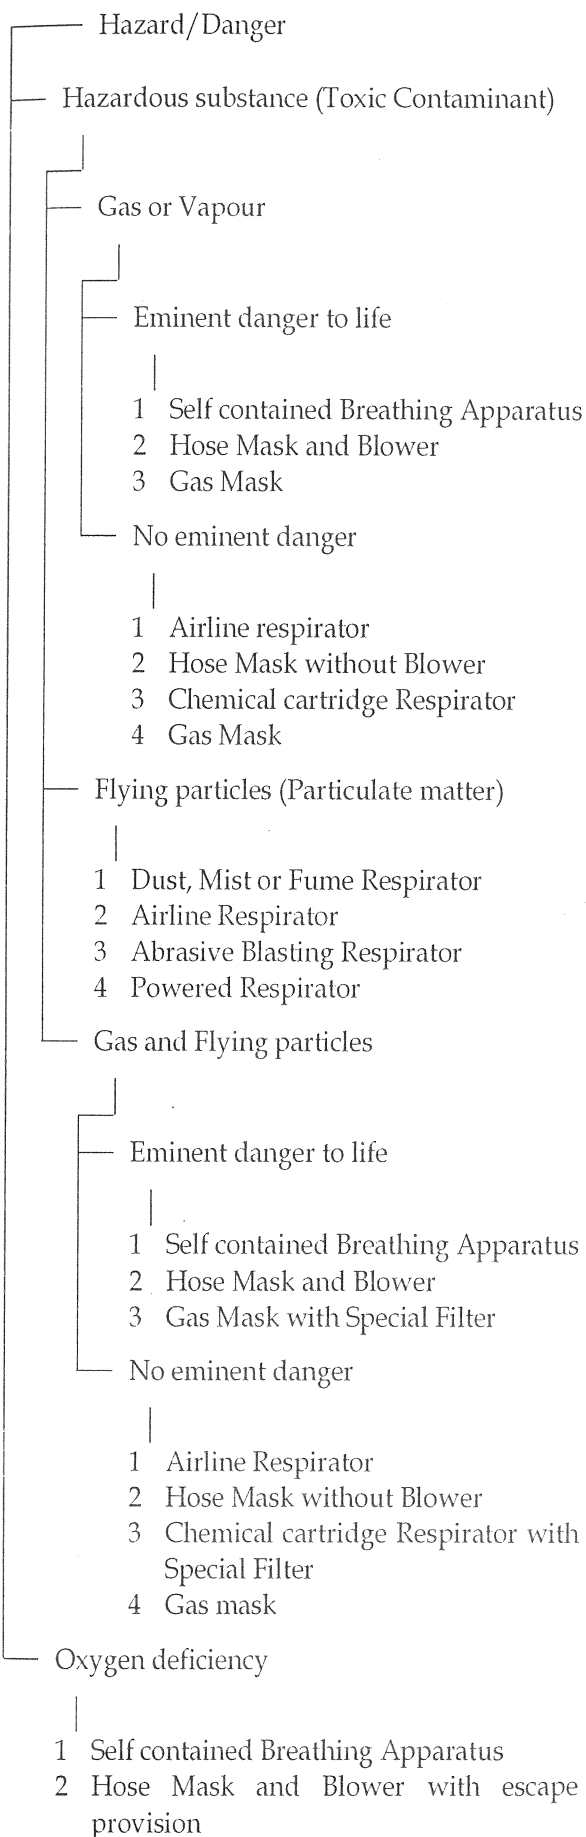 Hazard/Danger
Hazardous substance (Toxic Contaminant)
Gas or Vapour
Eminent danger to life
1 Self contained Breathing Apparatus
2 Hose Mask and Blower
3 Gas Mask
No eminent danger
1 Airline respirator
2 Hose Mask without Blower
3 Chemical cartridge Respirator
4 Gas Mask
Flying particles (Particulate matter)
1 Dust, Mist or Fume Respirator
2 Airline Respirator
3 Abrasive Blasting Respirator
4 Powered Respirator
Gas and Flying particles
Eminent danger to life
1 Self contained Breathing Apparatus
2 Hose Mask and Blower
3 Gas Mask with Special Filter
No eminent danger
1 Airline Respirator
2 Hose Mask without Blower
3 Chemical cartridge Respirator with
Special Filter
4 Gas mask
Oxygen deficiency
1 Self contained Breathing Apparatus
2 Hose Mask and Blower with escape
provision